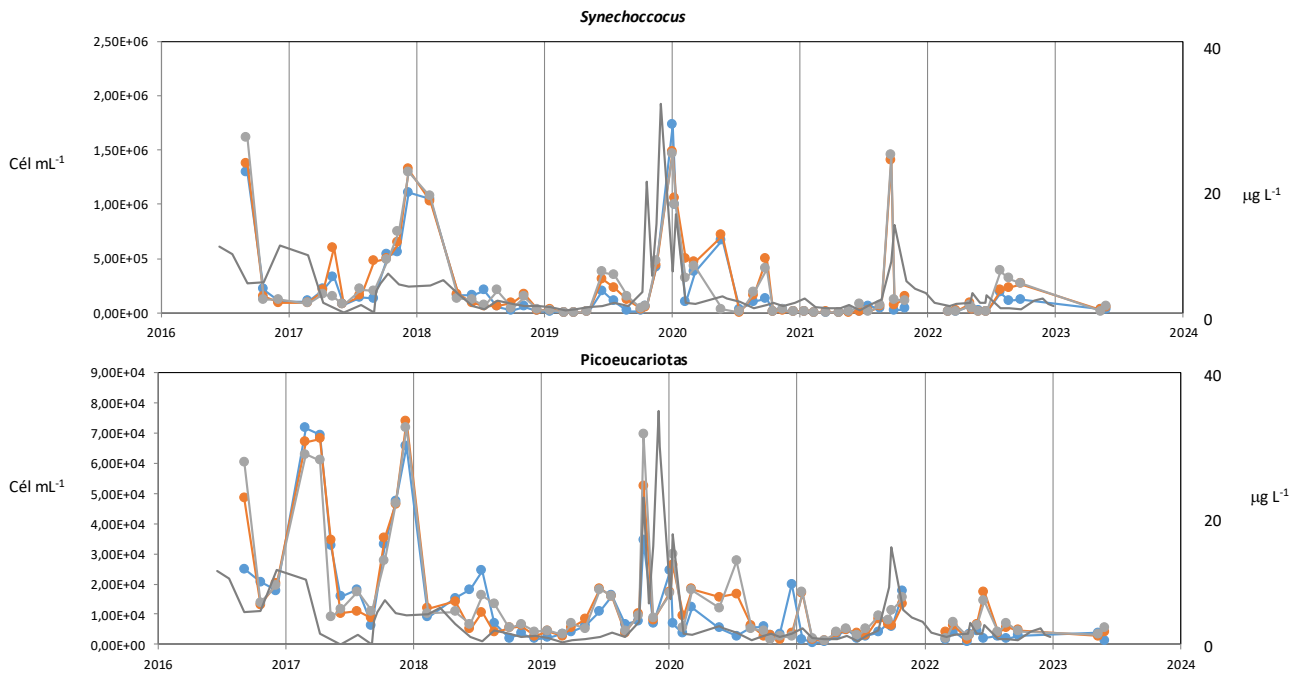 Synechoccocus
2,50E+06
2,00E+06
1,50E+06
1,00E+06
5,00E+05
0,00E+00
Cél mL-1
2016 2017 2018 2019 2020 2021 2022 2023 2024
40
20
0
µg L-1
Picoeucariotas
9,00E+04
8,00E+04
7,00E+04
6,00E+04
5,00E+04
4,00E+04
3,00E+04
2,00E+04
1,00E+04
0,00E+00
Cél mL-1
2016 2017 2018 2019 2020 2021 2022 2023 2024
40
20
0
µg L-1